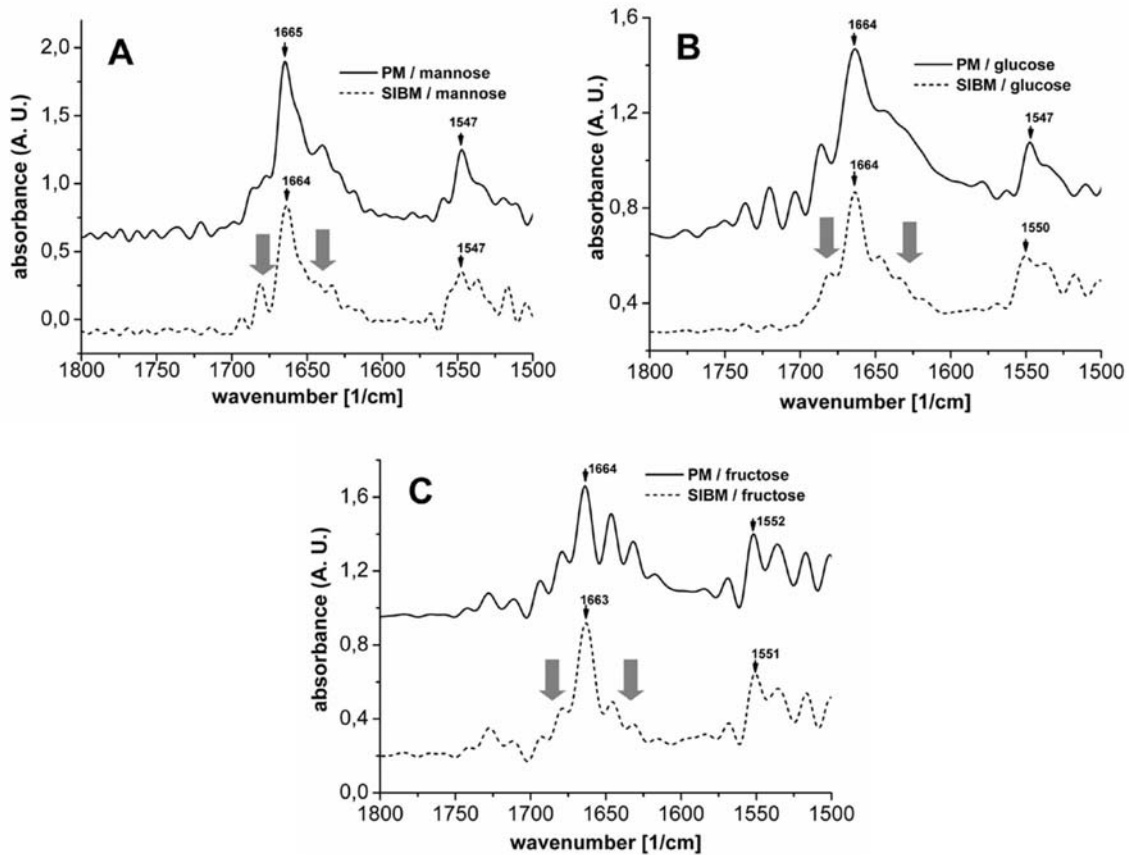 A
absorbance (A. U.)
2,0
1,5
1,0
0,5
0,0
1665
PM / mannose
SIBM / mannose
1547
1664
1547
1800 1750 1700 1650 1600 1550 1500
wavenumber [1/cm]
B
absorbance (A. U.)
1,6
1,2
0,8
0,4
1664
PM / glucose
SIBM / glucose
1547
1664
1550
1800 1750 1700 1650 1600 1550 1500
wavenumber [1/cm]
C
absorbance (A. U.)
1,6
1,2
0,8
0,4
0,0
1664
PM / fructose
SIBM / fructose
1552
1663
1551
1800 1750 1700 1650 1600 1550 1500
wavenumber [1/cm]